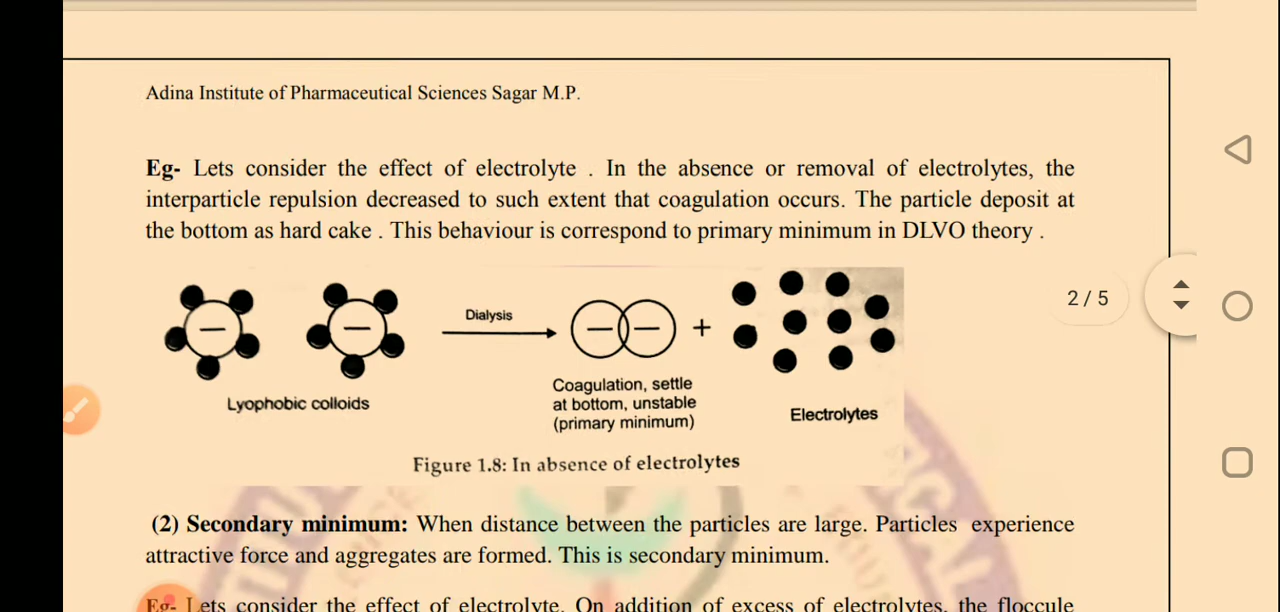 Adina Institute of Pharmaceutical Sciences Sagar M.P.
Eg- Lets consider the effect of electrolyte . In the absence or removal of electrolytes, the
interparticle repulsion decreased to such extent that coagulation occurs. The particle deposit at
the bottom as hard cake . This behaviour is correspond to primary minimum in DLVO theory .
2 / 5
Dialysis
+
Lyophobic colloids
Coagulation, settle
at bottom, unstable
(primary minimum)
Electrolytes
Figure 1.8: In absence of electrolytes
(2) Secondary minimum: When distance between the particles are large. Particles experience
attractive force and aggregates are formed. This is secondary minimum.
Eg- Lets consider the effect of electrolyte. On addition of excess of electrolytes, the floccule